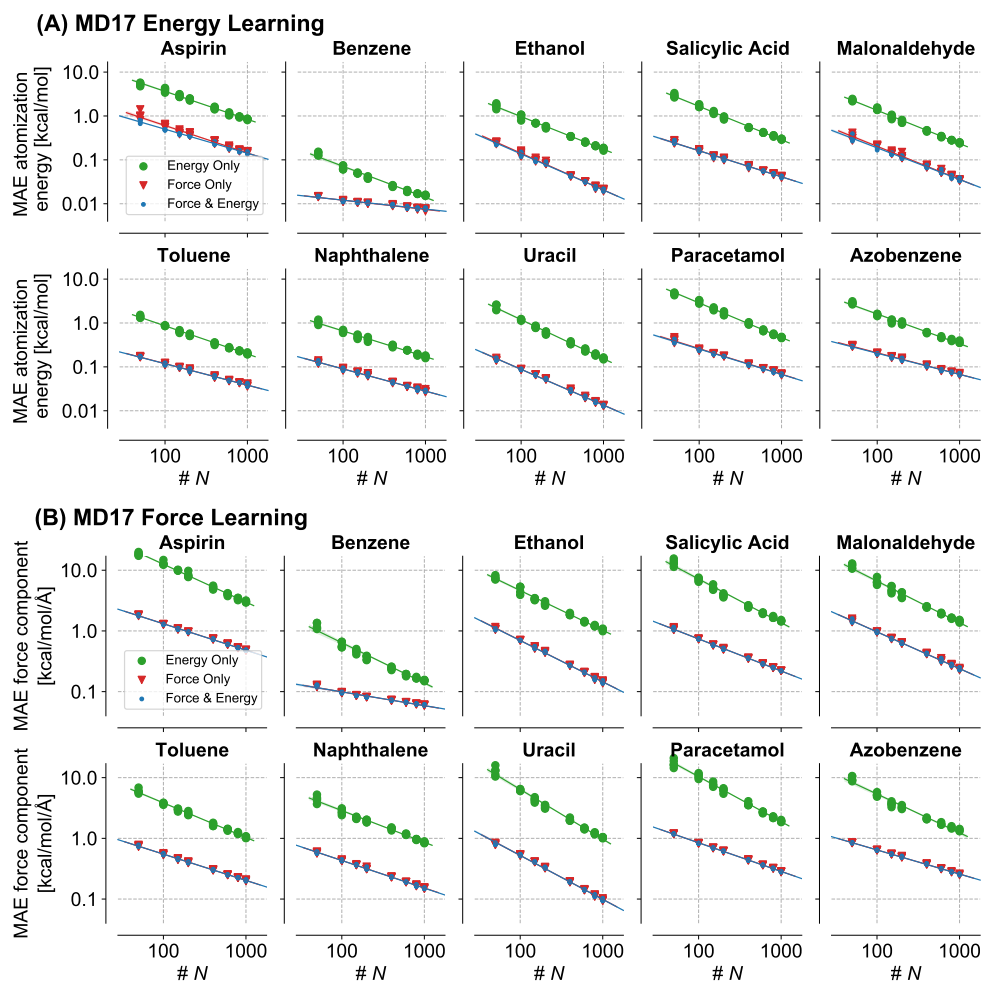 (A) MD17 Energy Learning
Aspirin Benzene Ethanol Salicylic Acid Malonaldehyde
MAE atomization
energy [kcal/mol]
10.0
1.0
0.1
0.01
Energy Only
Force Only
Force & Energy
Toluene Naphthalene Uracil Paracetamol Azobenzene
MAE atomization
energy [kcal/mol]
10.0
1.0
0.1
0.01
100 1000 100 1000 100 1000 100 1000 100 1000
# N # N # N # N # N
(B) MD17 Force Learning
Aspirin Benzene Ethanol Salicylic Acid Malonaldehyde
MAE force component
[kcal/mol/Å]
10.0
1.0
0.1
Energy Only
Force Only
Force & Energy
Toluene Naphthalene Uracil Paracetamol Azobenzene
MAE force component
[kcal/mol/Å]
10.0
1.0
0.1
100 1000 100 1000 100 1000 100 1000 100 1000
# N # N # N # N # N